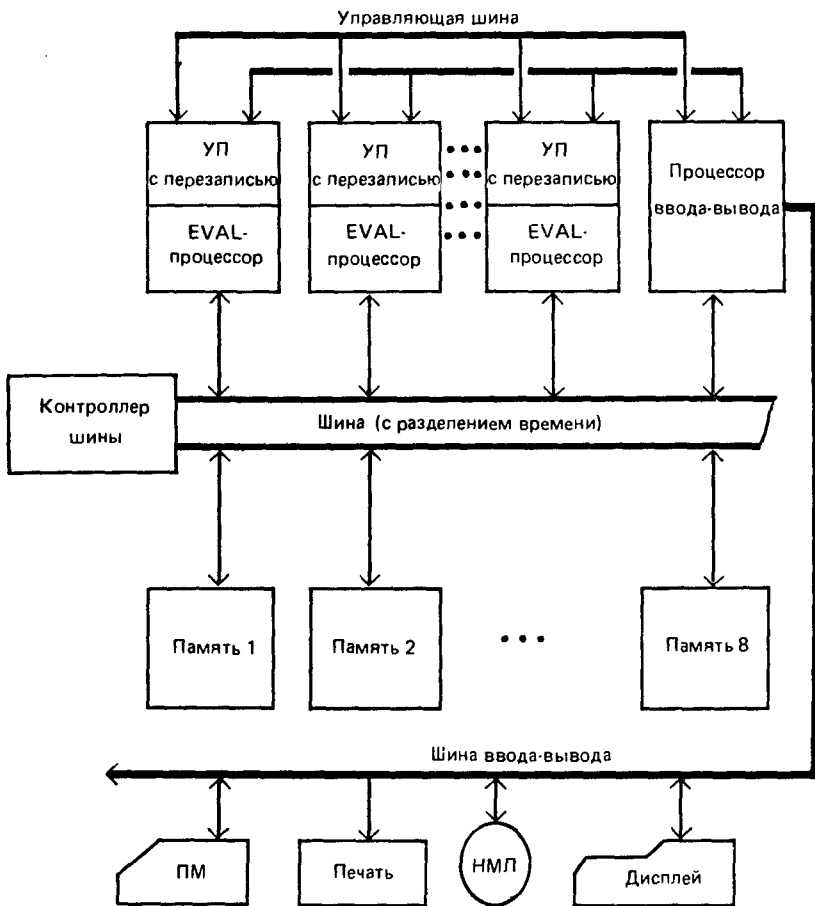 Управляющая шина
УП
с перезаписью
EVAL-
процессор
УП
с перезаписью
EVAL-
процессор
УП
с перезаписью
EVAL-
процессор
Процессор
ввода-вывода
Контроллер
шины
Шина (с разделением времени)
Память 1
Память 2
Память 8
Шина ввода-вывода
ПМ
Печать
НМЛ
Дисплей